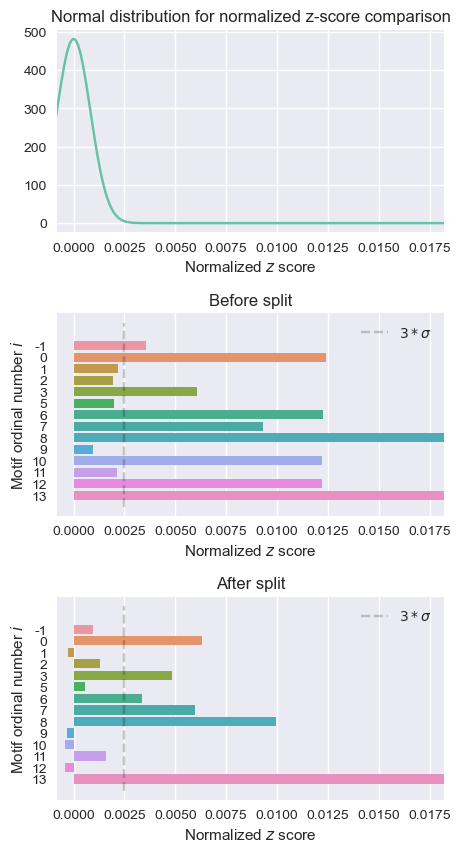 Normal distribution for normalized z-score comparison
500
400
300
200
100
0
0.0000 0.0025 0.0050 0.0075 0.0100 0.0125 0.0150 0.0175
Normalized z score
Before split
3 * σ
Motif ordinal number i
-1
0
1
2
3
5
6
7
8
9
10
11
12
13
0.0000 0.0025 0.0050 0.0075 0.0100 0.0125 0.0150 0.0175
Normalized z score
After split
3 * σ
Motif ordinal number i
-1
0
1
2
3
5
6
7
8
9
10
11
12
13
0.0000 0.0025 0.0050 0.0075 0.0100 0.0125 0.0150 0.0175
Normalized z score